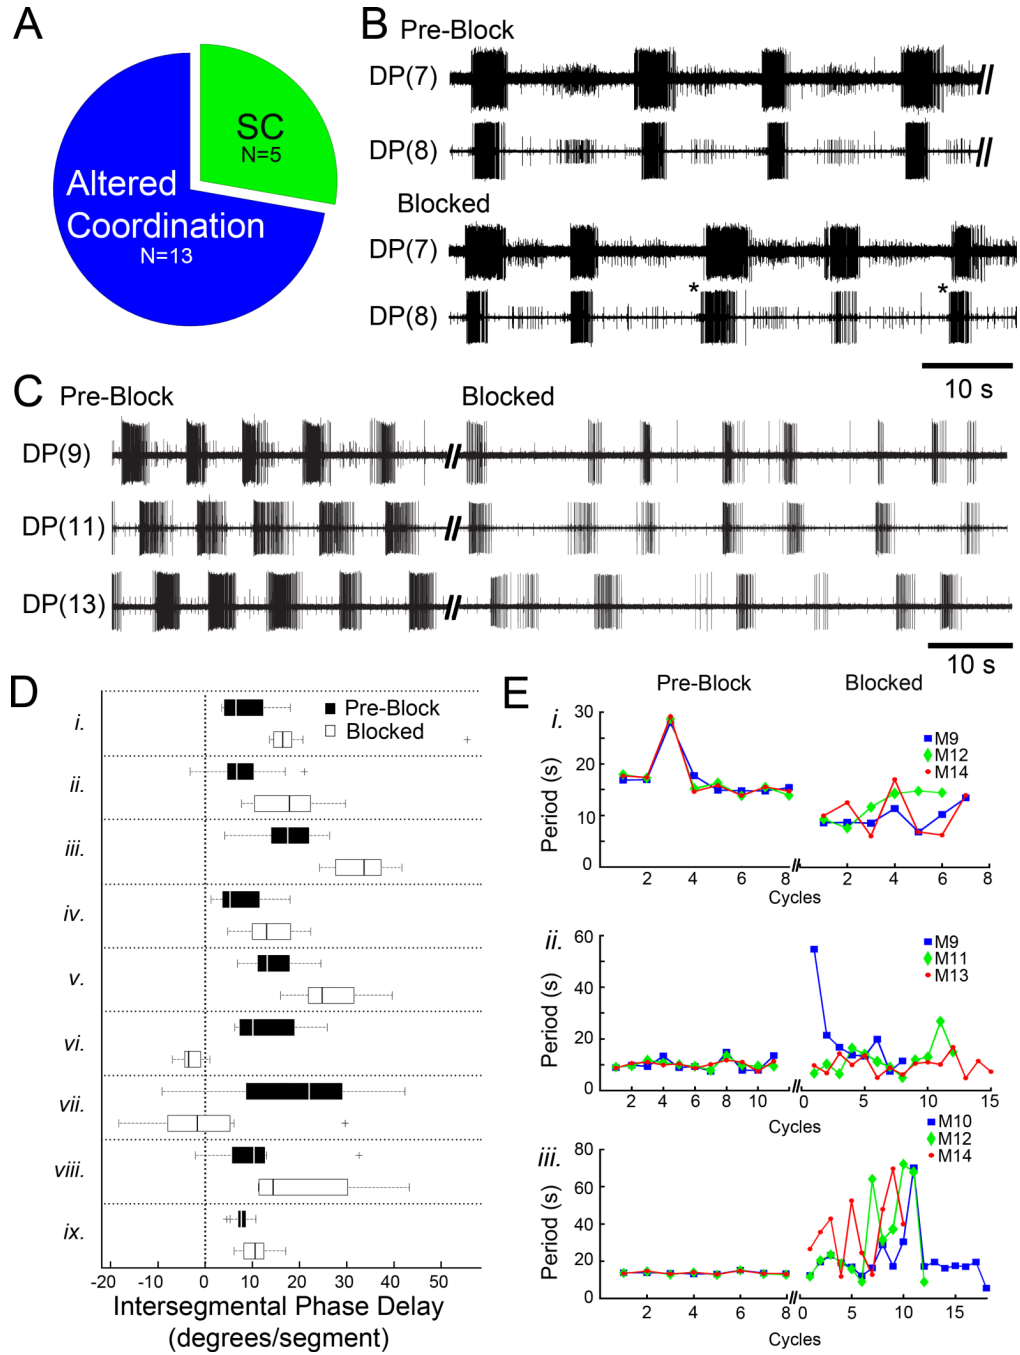 A
SC
N=5
Altered
Coordination
N=13
B
Pre-Block
DP(7)
DP(8)
Blocked
DP(7)
*
*
DP(8)
10 s
C
Pre-Block
Blocked
DP(9)
DP(11)
DP(13)
10 s
D
Pre-Block
Blocked
i.
ii.
iii.
iv.
v.
vi.
vii.
viii.
ix.
-20 0 10 20 30 40 50
Intersegmental Phase Delay
(degrees/segment)
E
Pre-Block
Blocked
i.
Period (s)
30
20
10
0
M9
M12
M14
2 4 6 8
2 4 6 8
Cycles
ii.
Period (s)
60
40
20
0
M9
M11
M13
2 4 6 8 10
0 5 10 15
Cycles
iii.
Period (s)
80
60
40
20
0
M10
M12
M14
2 4 6 8
0 5 10 15
Cycles